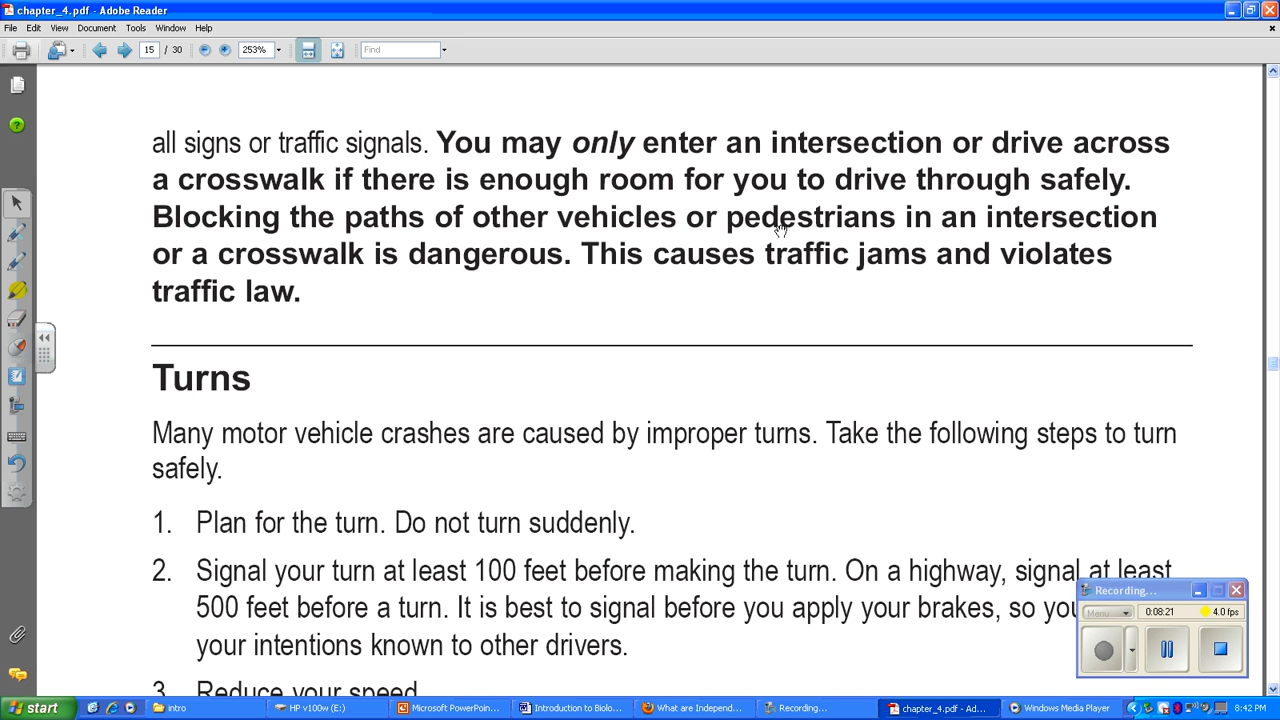 chapter_4.pdf - Adobe Reader
File Edit View Document Tools Window Help
15 / 30 253% Find
all signs or traffic signals. You may only enter an intersection or drive across
a crosswalk if there is enough room for you to drive through safely.
Blocking the paths of other vehicles or pedestrians in an intersection
or a crosswalk is dangerous. This causes traffic jams and violates
traffic law.
Turns
Many motor vehicle crashes are caused by improper turns. Take the following steps to turn
safely.
1. Plan for the turn. Do not turn suddenly.
2. Signal your turn at least 100 feet before making the turn. On a highway, signal at least
500 feet before a turn. It is best to signal before you apply your brakes, so you
your intentions known to other drivers.
3. Reduce your speed.
Recording...
Menu 0:08:21 4.0 fps
start intro HP v100w (E:) Microsoft PowerPoin... Introduction to Biolo... What are Independ... Recording... chapter_4.pdf - Ad... Windows Media Player 8:42 PM